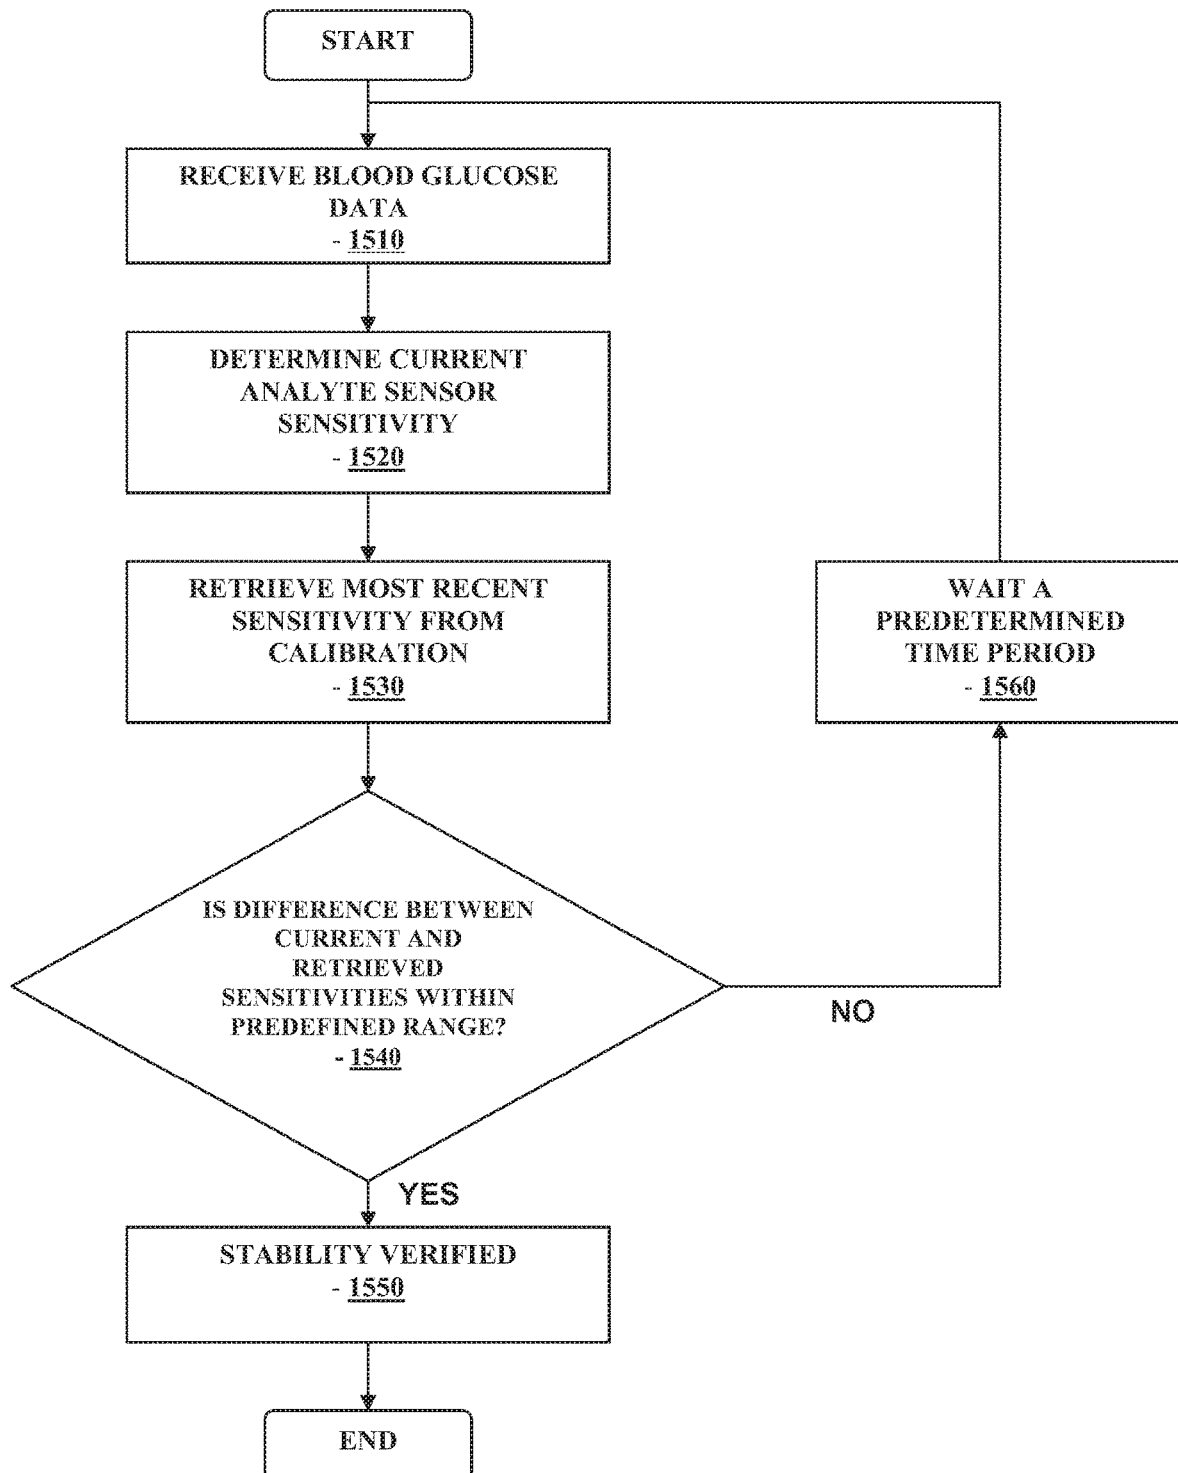 START
RECEIVE BLOOD GLUCOSE
DATA
- 1510
DETERMINE CURRENT
ANALYTE SENSOR
SENSITIVITY
- 1520
RETRIEVE MOST RECENT
SENSITIVITY FROM
CALIBRATION
- 1530
WAIT A
PREDETERMINED
TIME PERIOD
- 1560
IS DIFFERENCE BETWEEN
CURRENT AND
RETRIEVED
SENSITIVITIES WITHIN
PREDEFINED RANGE?
- 1540
NO
YES
STABILITY VERIFIED
- 1550
END